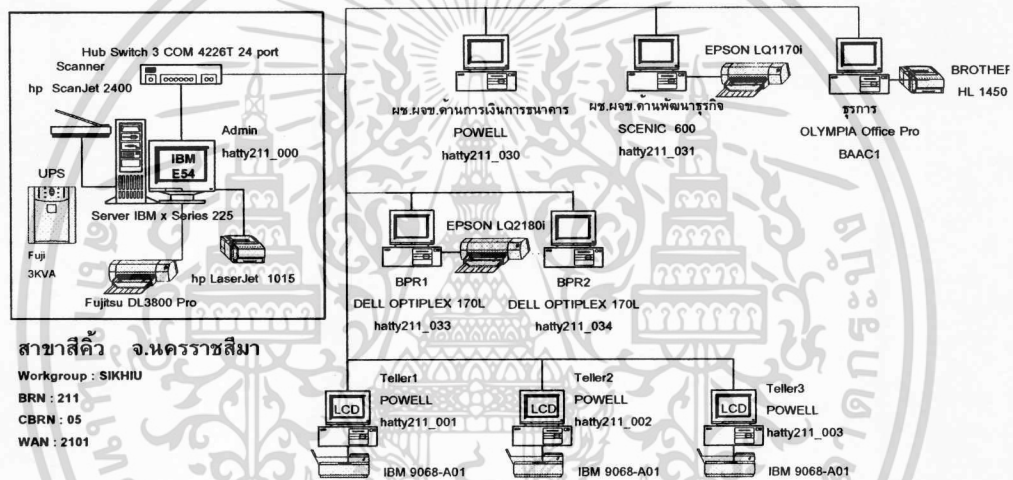 Hub Switch 3 COM 4226T 24 port
Scanner
hp ScanJet 2400
Admin
hatty211_000
IBM
E54
UPS
Server IBM x Series 225
Fuji
3KVA
hp LaserJet 1015
Fujitsu DL3800 Pro
สาขาสีคิ้ว จ.นครราชสีมา
Workgroup : SIKHIU
BRN : 211
CBRN : 05
WAN : 2101
ผช.ผจข.ด้านการเงินการธนาคาร
POWELL
hatty211_030
EPSON LQ1170i
ผช.ผจข.ด้านพัฒนาธุรกิจ
SCENIC 600
hatty211_031
BROTHER
HL 1450
ธุรการ
OLYMPIA Office Pro
BAAC1
EPSON LQ2180i
BPR1
DELL OPTIPLEX 170L
hatty211_033
BPR2
DELL OPTIPLEX 170L
hatty211_034
Teller1
LCD
POWELL
hatty211_001
IBM 9068-A01
Teller2
LCD
POWELL
hatty211_002
IBM 9068-A01
Teller3
LCD
POWELL
hatty211_003
IBM 9068-A01